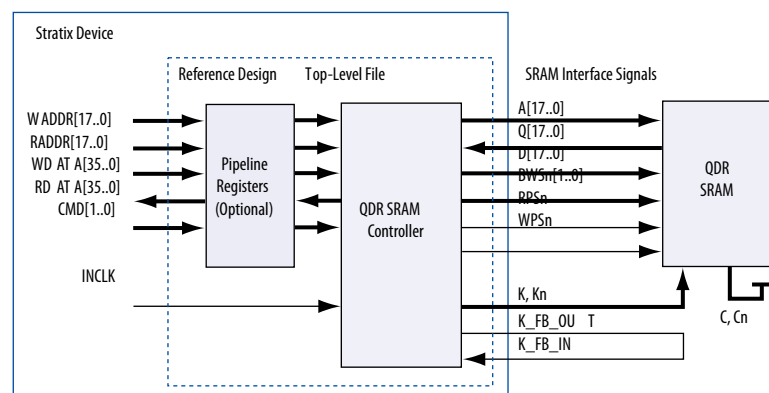 Stratix Device
Reference Design
Top-Level File
SRAM Interface Signals
W ADDR[17..0]
RADDR[17..0]
WD AT A[35..0]
RD AT A[35..0]
CMD[1..0]
INCLK
Pipeline
Registers
(Optional)
QDR SRAM
Controller
A[17..0]
Q[17..0]
D[17..0]
BWSn[1..0]
RPSn
WPSn
K, Kn
K_FB_OU T
K_FB_IN
QDR
SRAM
C, Cn